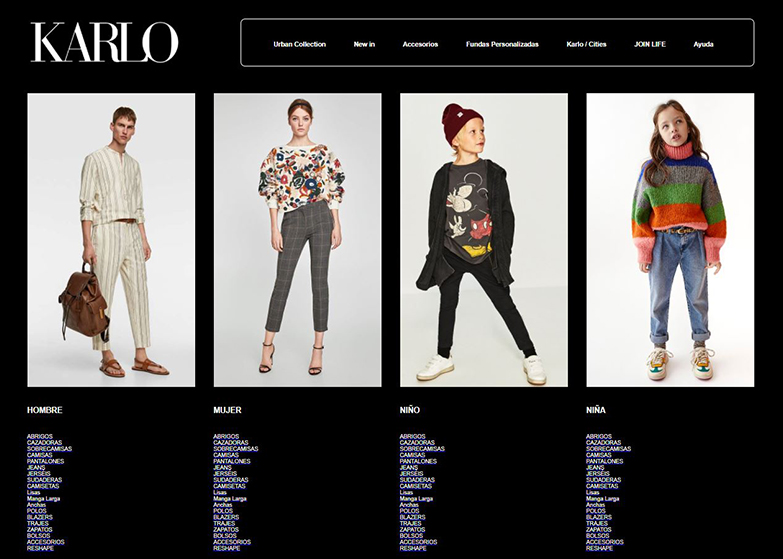 KARLO
Urban Collection New in Accesorios Fundas Personalizadas Karlo / Cities JOIN LIFE Ayuda
HOMBRE
ABRIGOS
CAZADORAS
SOBRECAMISAS
CAMISAS
PANTALONES
JEANS
JERSÉIS
SUDADERAS
CAMISETAS
Lisas
Manga Larga
Anchas
POLOS
BLAZERS
TRAJES
ZAPATOS
BOLSOS
ACCESORIOS
RESHAPE
MUJER
ABRIGOS
CAZADORAS
SOBRECAMISAS
CAMISAS
PANTALONES
JEANS
JERSÉIS
SUDADERAS
CAMISETAS
Lisas
Manga Larga
Anchas
POLOS
BLAZERS
TRAJES
ZAPATOS
BOLSOS
ACCESORIOS
RESHAPE
NIÑO
ABRIGOS
CAZADORAS
SOBRECAMISAS
CAMISAS
PANTALONES
JEANS
JERSÉIS
SUDADERAS
CAMISETAS
Lisas
Manga Larga
Anchas
POLOS
BLAZERS
TRAJES
ZAPATOS
BOLSOS
ACCESORIOS
RESHAPE
NIÑA
ABRIGOS
CAZADORAS
SOBRECAMISAS
CAMISAS
PANTALONES
JEANS
JERSÉIS
SUDADERAS
CAMISETAS
Lisas
Manga Larga
Anchas
POLOS
BLAZERS
TRAJES
ZAPATOS
BOLSOS
ACCESORIOS
RESHAPE